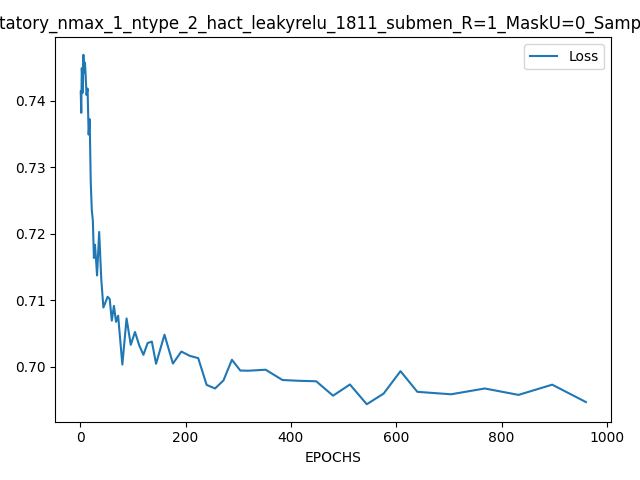 tatory_nmax_1_ntype_2_hact_leakyrelu_1811_submen_R=1_MaskU=0_Samp
Loss
0.74
0.73
0.72
0.71
0.70
0 200 400 600 800 1000
EPOCHS